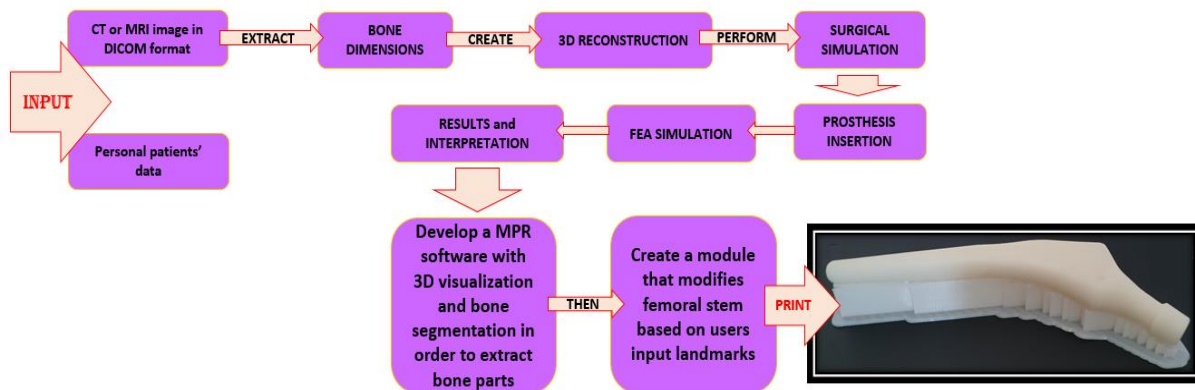 INPUT
CT or MRI image in
DICOM format
Personal patients'
data
EXTRACT
BONE
DIMENSIONS
CREATE
3D RECONSTRUCTION
PERFORM
SURGICAL
SIMULATION
PROSTHESIS
INSERTION
FEA SIMULATION
RESULTS and
INTERPRETATION
Develop a MPR
software with
3D visualization
and bone
segmentation in
order to extract
bone parts
THEN
Create a module
that modifies
femoral stem
based on users
input landmarks
PRINT